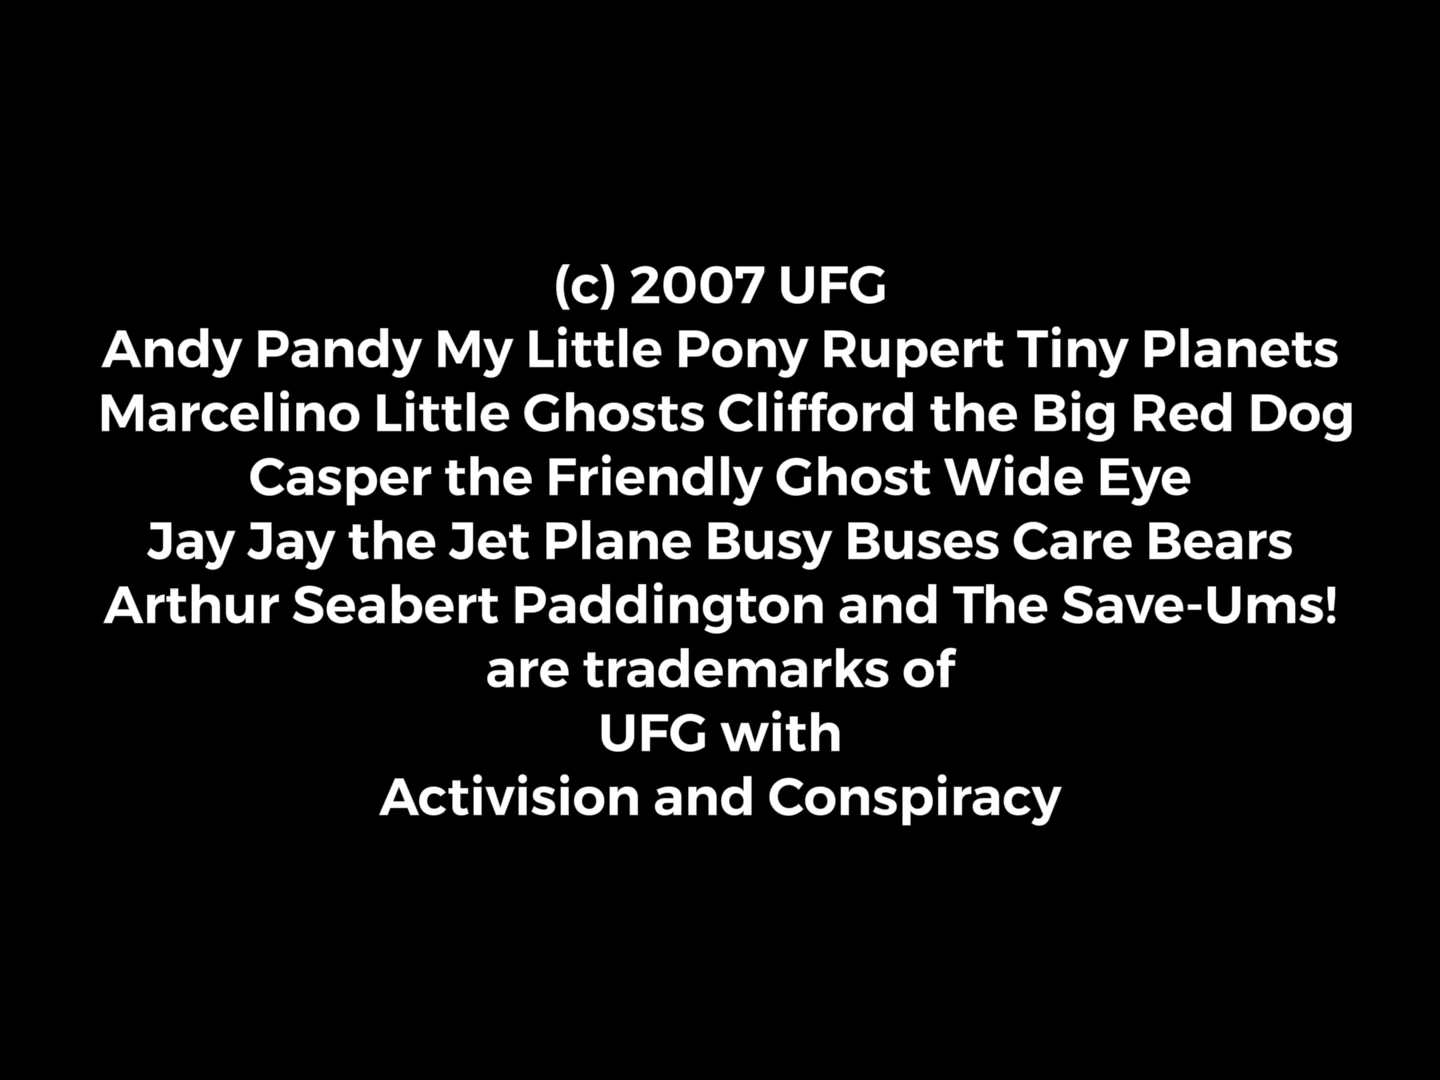 (c) 2007 UFG
Andy Pandy My Little Pony Rupert Tiny Planets
Marcelino Little Ghosts Clifford the Big Red Dog
Casper the Friendly Ghost Wide Eye
Jay Jay the Jet Plane Busy Buses Care Bears
Arthur Seabert Paddington and The Save-Ums!
are trademarks of
UFG with
Activision and Conspiracy